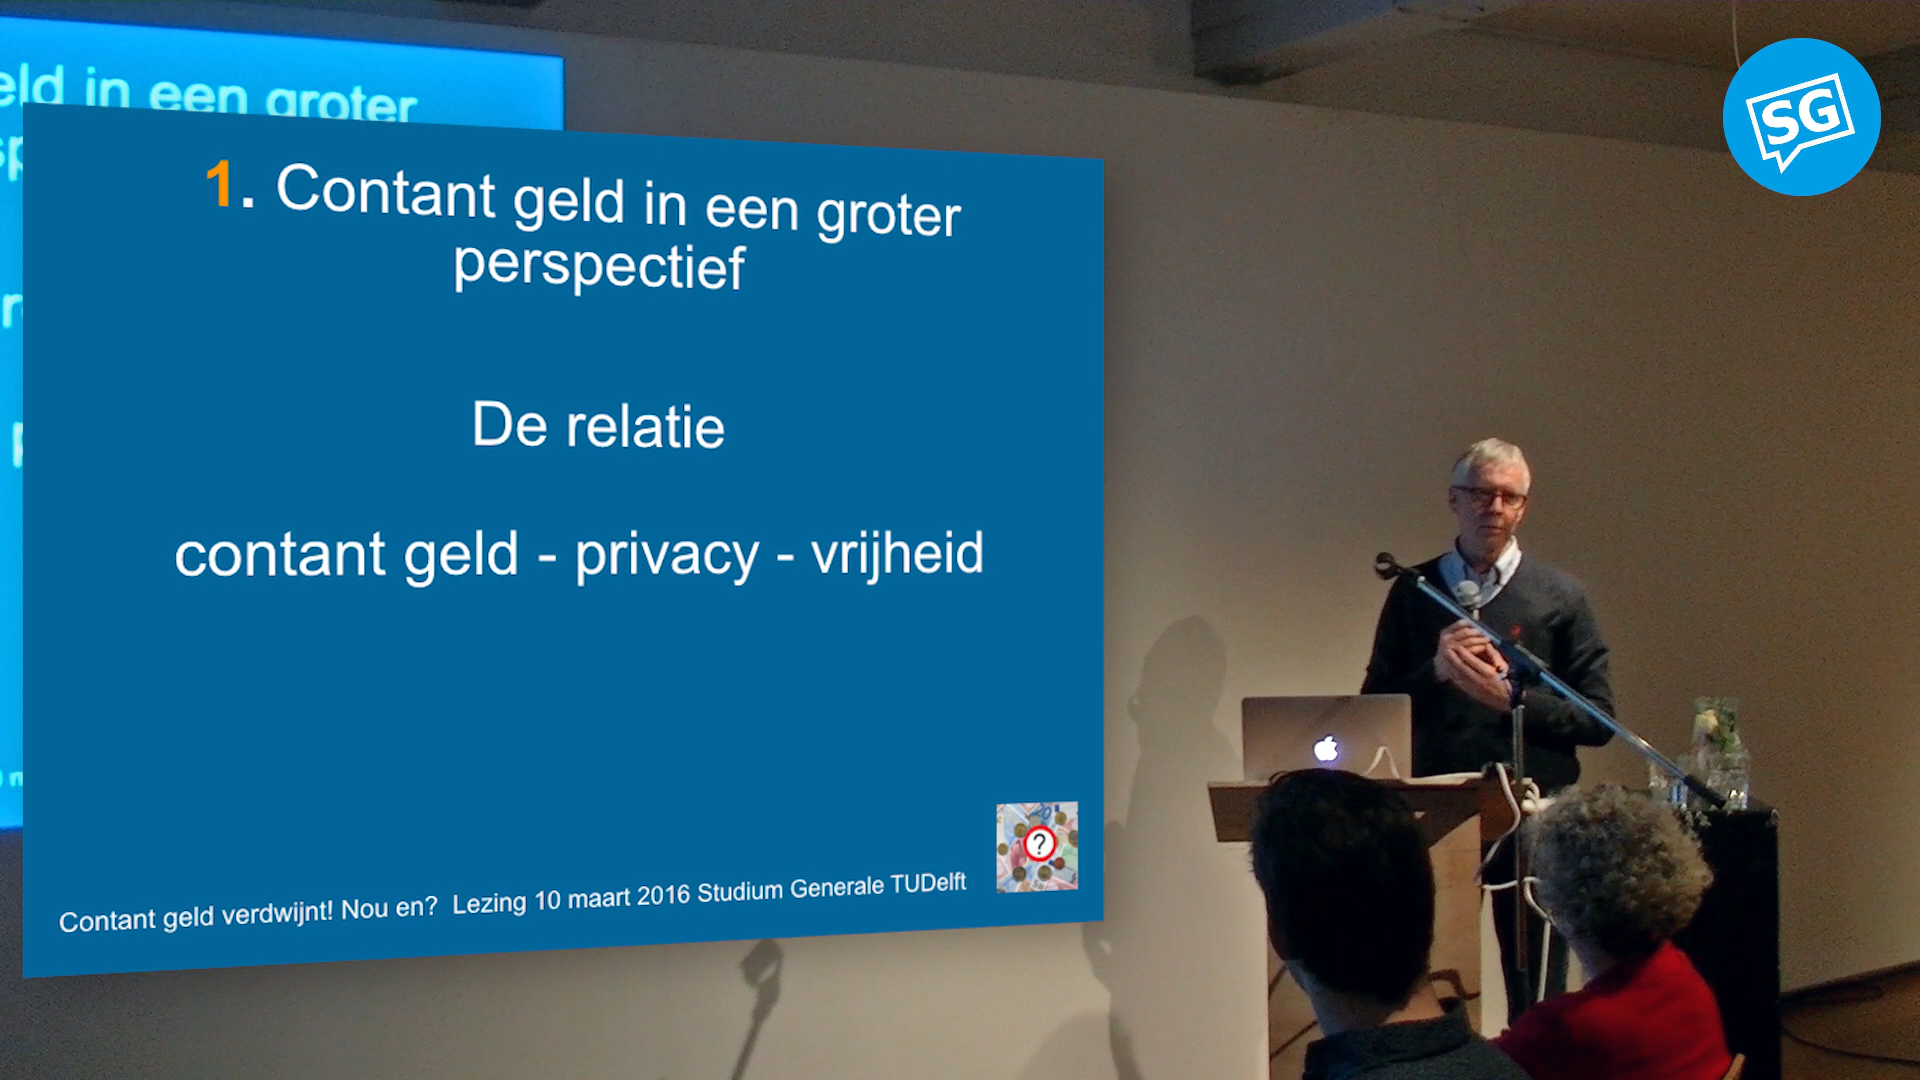 eld in een groter
1. Contant geld in een groter
perspectief
De relatie
contant geld - privacy - vrijheid
?
Contant geld verdwijnt! Nou en? Lezing 10 maart 2016 Studium Generale TUDelft
SG